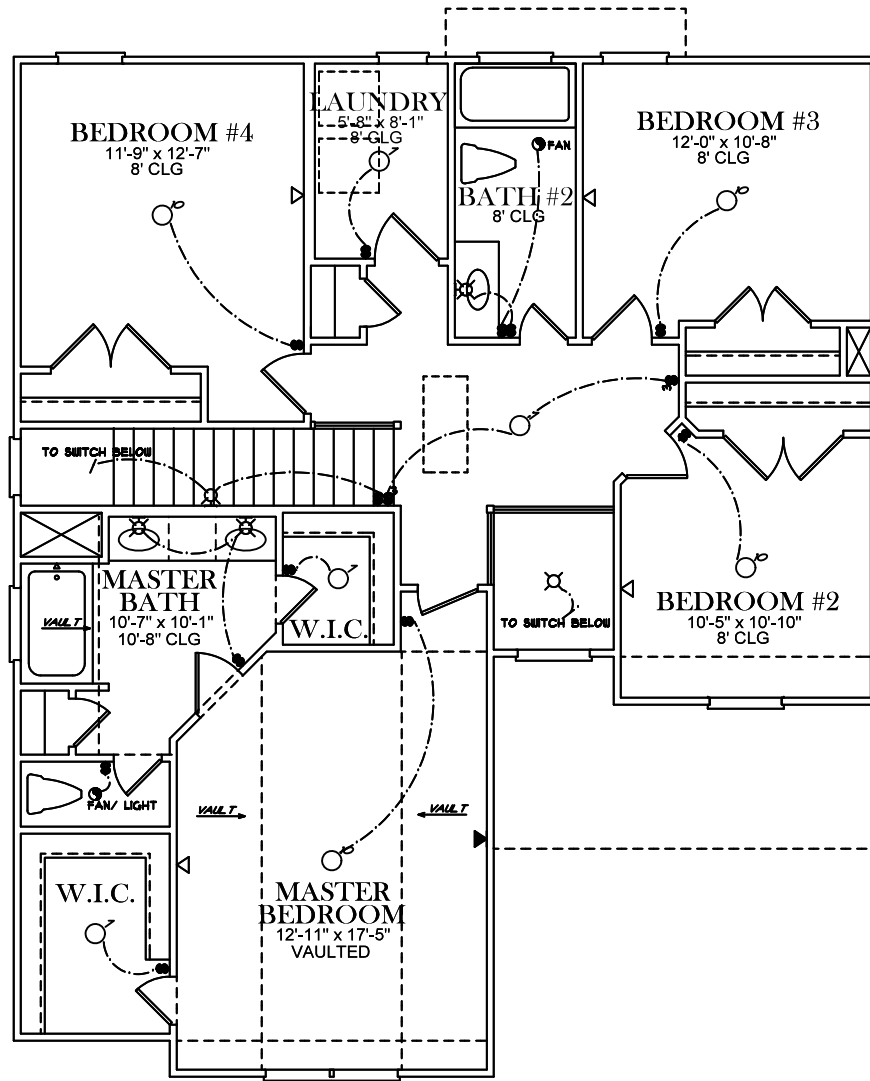 BEDROOM #4
11'-9" x 12'-7"
8' CLG
LAUNDRY
5'-8" x 8'-1"
8' CLG
FAN
BATH #2
8' CLG
BEDROOM #3
12'-0" x 10'-8"
8' CLG
3
3
TO SWITCH BELOW
MASTER
BATH
10'-7" x 10'-1"
10'-8" CLG
VAULT
W.I.C.
TO SWITCH BELOW
BEDROOM #2
10'-5" x 10'-10"
8' CLG
FAN/ LIGHT
VAULT
VAULT
W.I.C.
MASTER
BEDROOM
12'-11" x 17'-5"
VAULTED